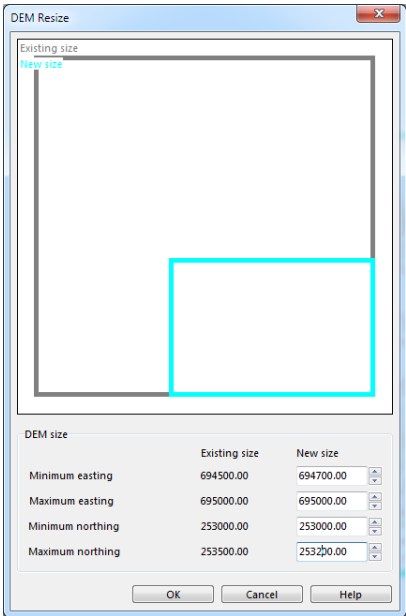 DEM Resize
Existing size
New size
DEM size
Existing size New size
Minimum easting 694500.00 694700.00
Maximum easting 695000.00 695000.00
Minimum northing 253000.00 253000.00
Maximum northing 253500.00 253200.00
OK Cancel Help